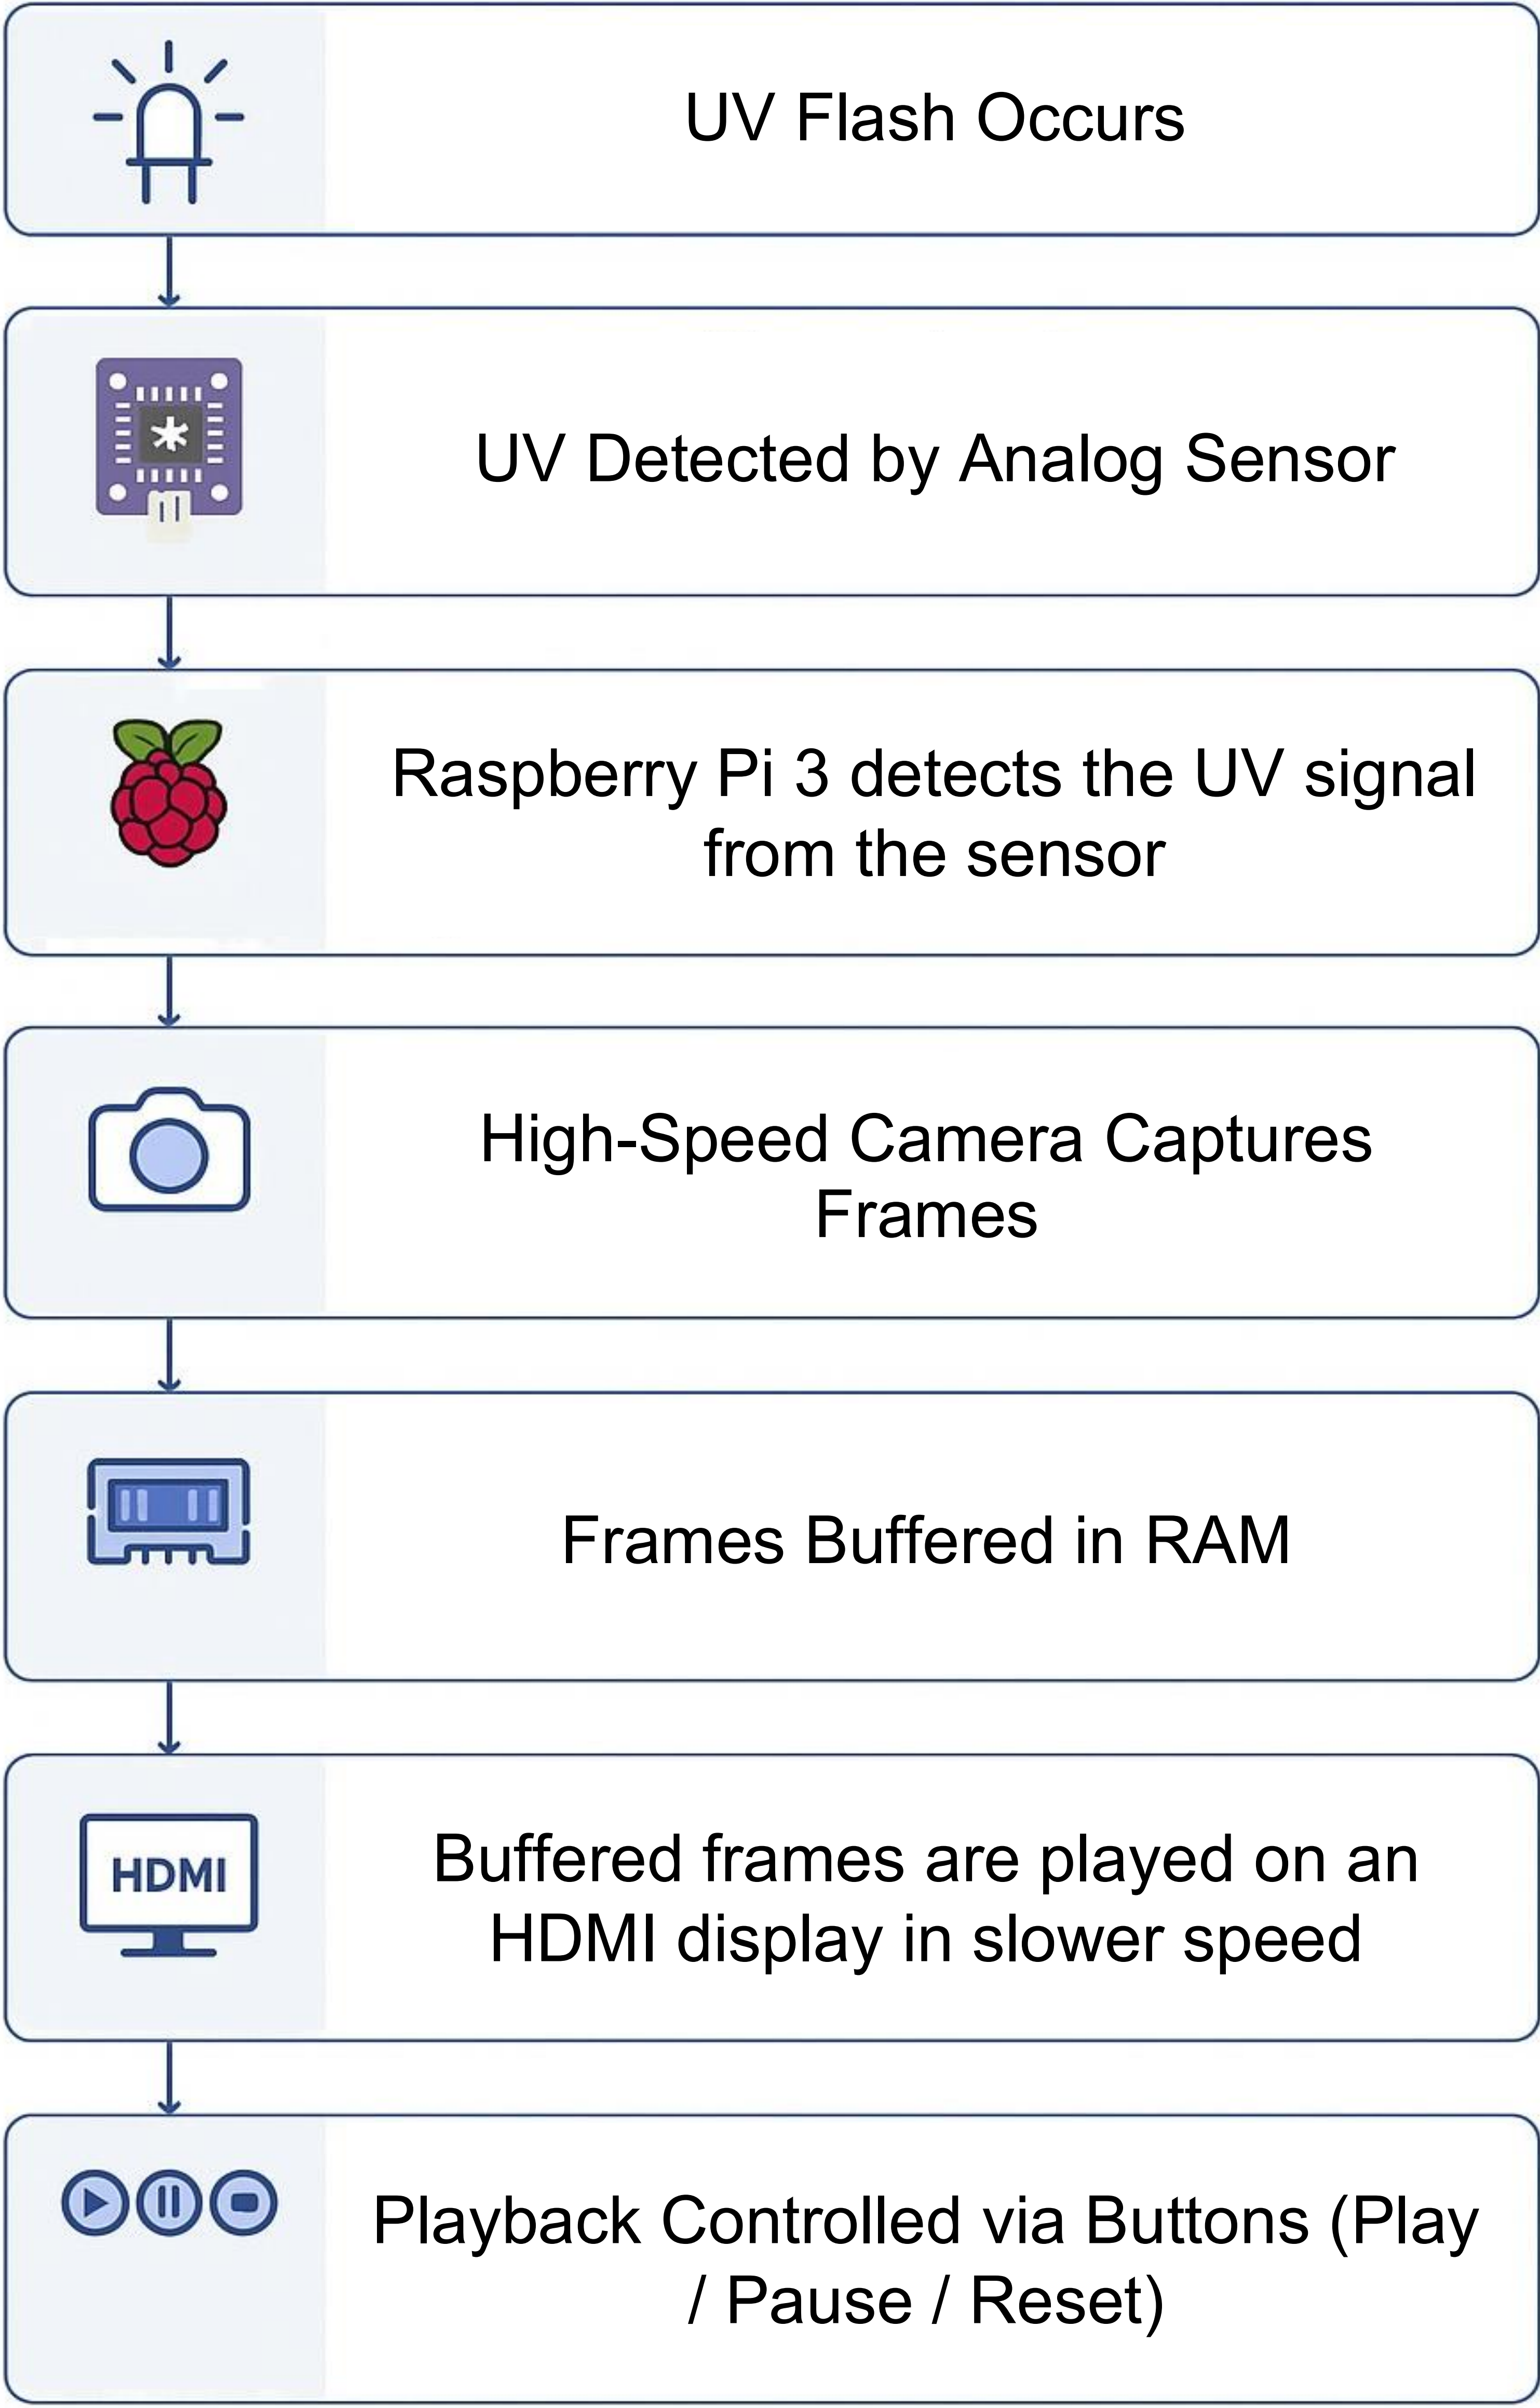 UV Flash Occurs
UV Detected by Analog Sensor
Raspberry Pi 3 detects the UV signal
from the sensor
High-Speed Camera Captures
Frames
Frames Buffered in RAM
HDMI
Buffered frames are played on an
HDMI display in slower speed
Playback Controlled via Buttons (Play
/ Pause / Reset)